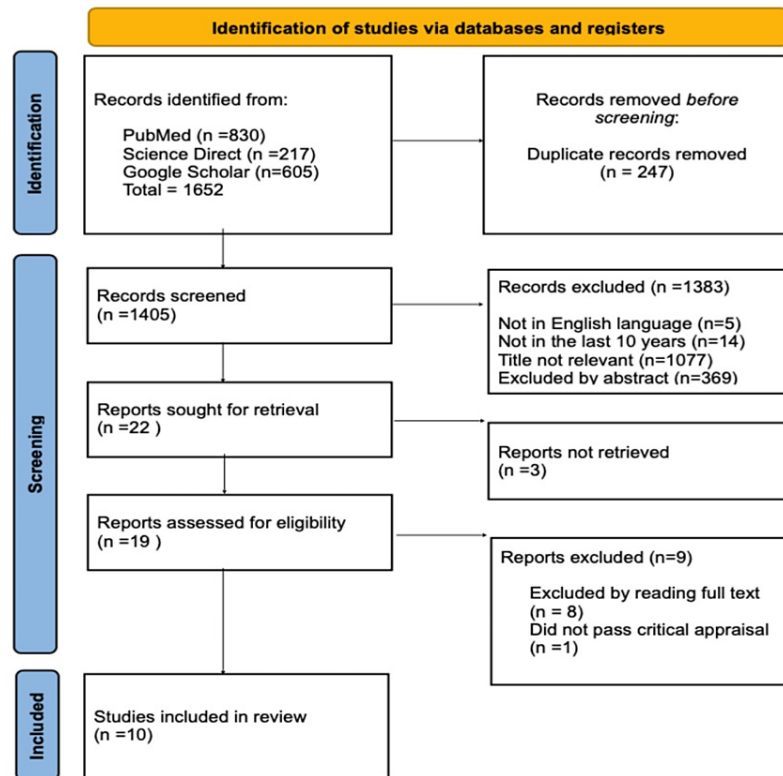 Identification of studies via databases and registers
Identification
Records identified from:
PubMed (n =830)
Science Direct (n =217)
Google Scholar (n=605)
Total = 1652
Records removed before
screening:
Duplicate records removed
(n = 247)
Screening
Records screened
(n =1405)
Records excluded (n =1383)
Not in English language (n=5)
Not in the last 10 years (n=14)
Title not relevant (n=1077)
Excluded by abstract (n=369)
Reports sought for retrieval
(n =22 )
Reports not retrieved
(n =3)
Reports assessed for eligibility
(n =19 )
Reports excluded (n=9)
Excluded by reading full text
(n = 8)
Did not pass critical appraisal
(n =1)
Included
Studies included in review
(n =10)